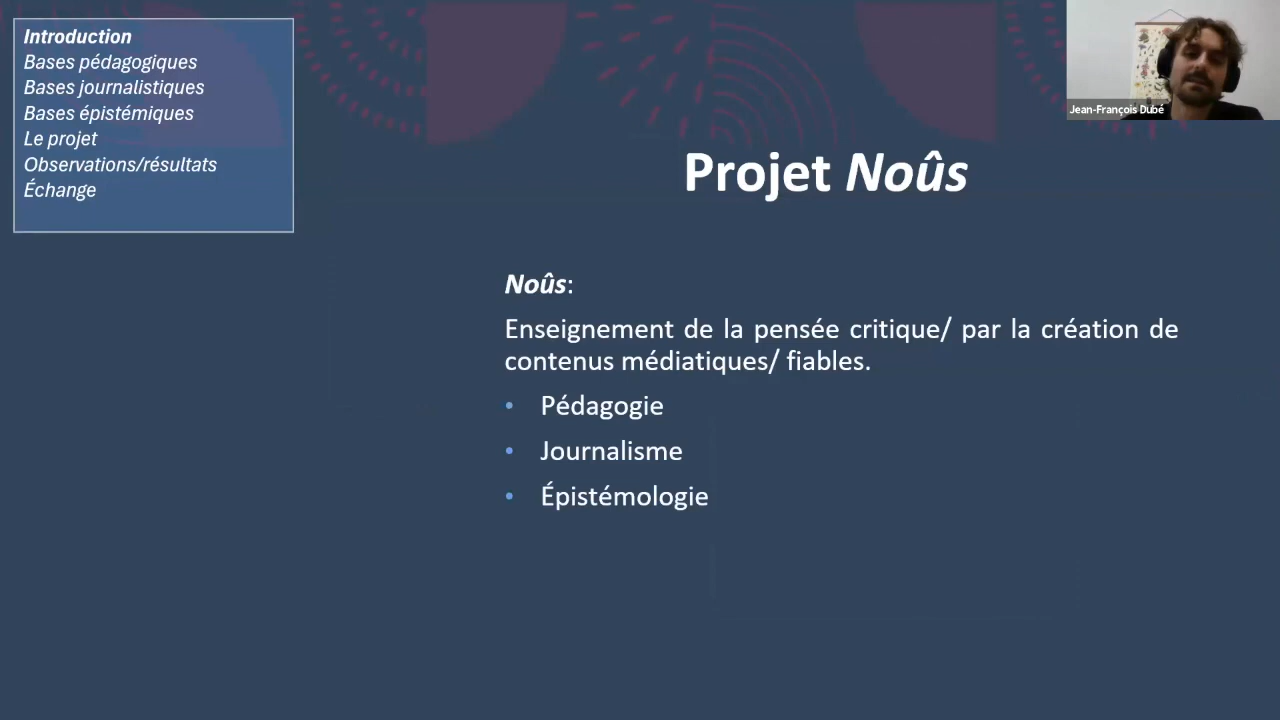 Introduction
Bases pédagogiques
Bases journalistiques
Bases épistémiques
Le projet
Observations/résultats
Échange
Jean-François Dubé
Projet Noûs
Noûs:
Enseignement de la pensée critique/ par la création de
contenus médiatiques/ fiables.
• Pédagogie
• Journalisme
• Épistémologie